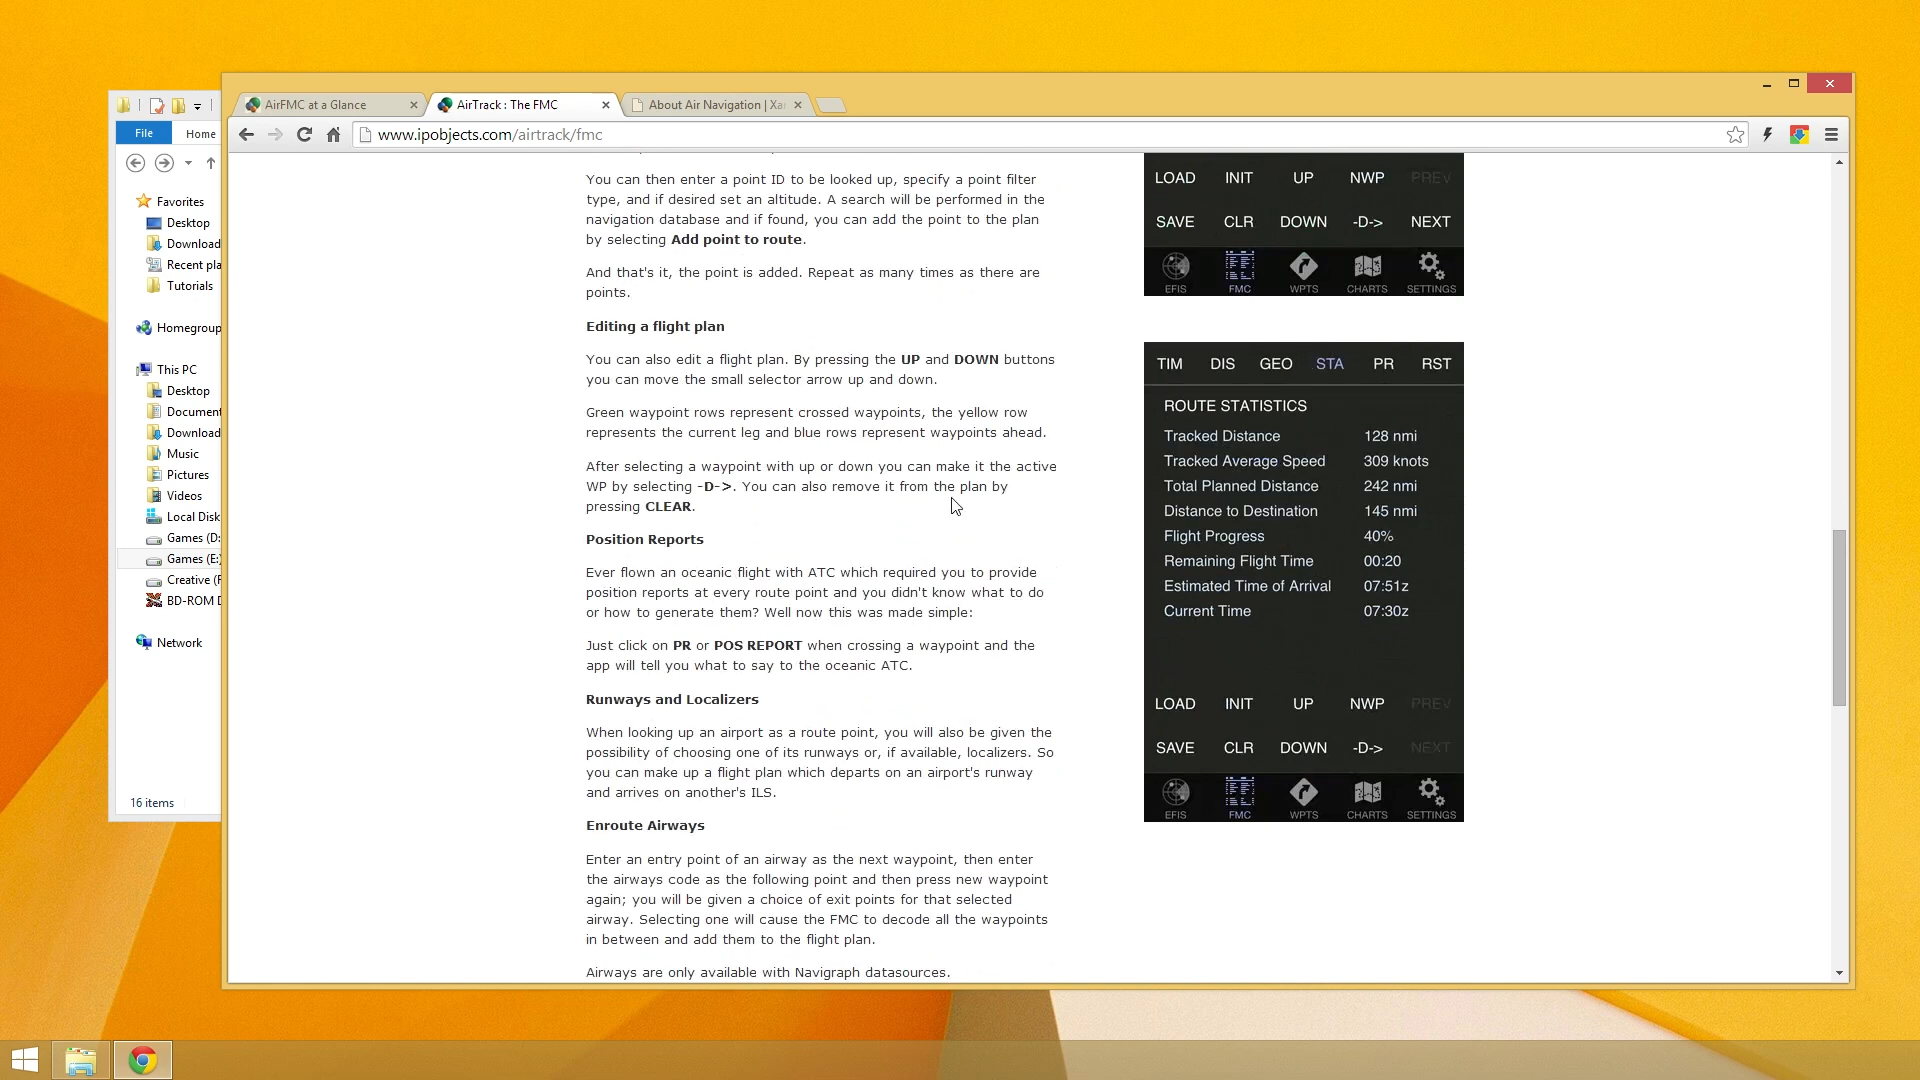 AirFMC at a Glance
AirTrack : The FMC
About Air Navigation | Xa
www.ipobjects.com/airtrack/fmc
File
Home
Favorites
Desktop
Download
Recent pla
Tutorials
Homegroup
This PC
Desktop
Document
Download
Music
Pictures
Videos
Local Disk
Games (D:
Games (E:
Creative (F
BD-ROM D
Network
16 items
You can then enter a point ID to be looked up, specify a point filter
type, and if desired set an altitude. A search will be performed in the
navigation database and if found, you can add the point to the plan
by selecting Add point to route.
And that's it, the point is added. Repeat as many times as there are
points.
Editing a flight plan
You can also edit a flight plan. By pressing the UP and DOWN buttons
you can move the small selector arrow up and down.
Green waypoint rows represent crossed waypoints, the yellow row
represents the current leg and blue rows represent waypoints ahead.
After selecting a waypoint with up or down you can make it the active
WP by selecting -D->. You can also remove it from the plan by
pressing CLEAR.
Position Reports
Ever flown an oceanic flight with ATC which required you to provide
position reports at every route point and you didn't know what to do
or how to generate them? Well now this was made simple:
Just click on PR or POS REPORT when crossing a waypoint and the
app will tell you what to say to the oceanic ATC.
Runways and Localizers
When looking up an airport as a route point, you will also be given the
possibility of choosing one of its runways or, if available, localizers. So
you can make up a flight plan which departs on an airport's runway
and arrives on another's ILS.
Enroute Airways
Enter an entry point of an airway as the next waypoint, then enter
the airways code as the following point and then press new waypoint
again; you will be given a choice of exit points for that selected
airway. Selecting one will cause the FMC to decode all the waypoints
in between and add them to the flight plan.
Airways are only available with Navigraph datasources.
LOAD INIT UP NWP PREV
SAVE CLR DOWN -D-> NEXT
EFIS FMC WPTS CHARTS SETTINGS
TIM DIS GEO STA PR RST
ROUTE STATISTICS
Tracked Distance 128 nmi
Tracked Average Speed 309 knots
Total Planned Distance 242 nmi
Distance to Destination 145 nmi
Flight Progress 40%
Remaining Flight Time 00:20
Estimated Time of Arrival 07:51z
Current Time 07:30z
LOAD INIT UP NWP PREV
SAVE CLR DOWN -D-> NEXT
EFIS FMC WPTS CHARTS SETTINGS